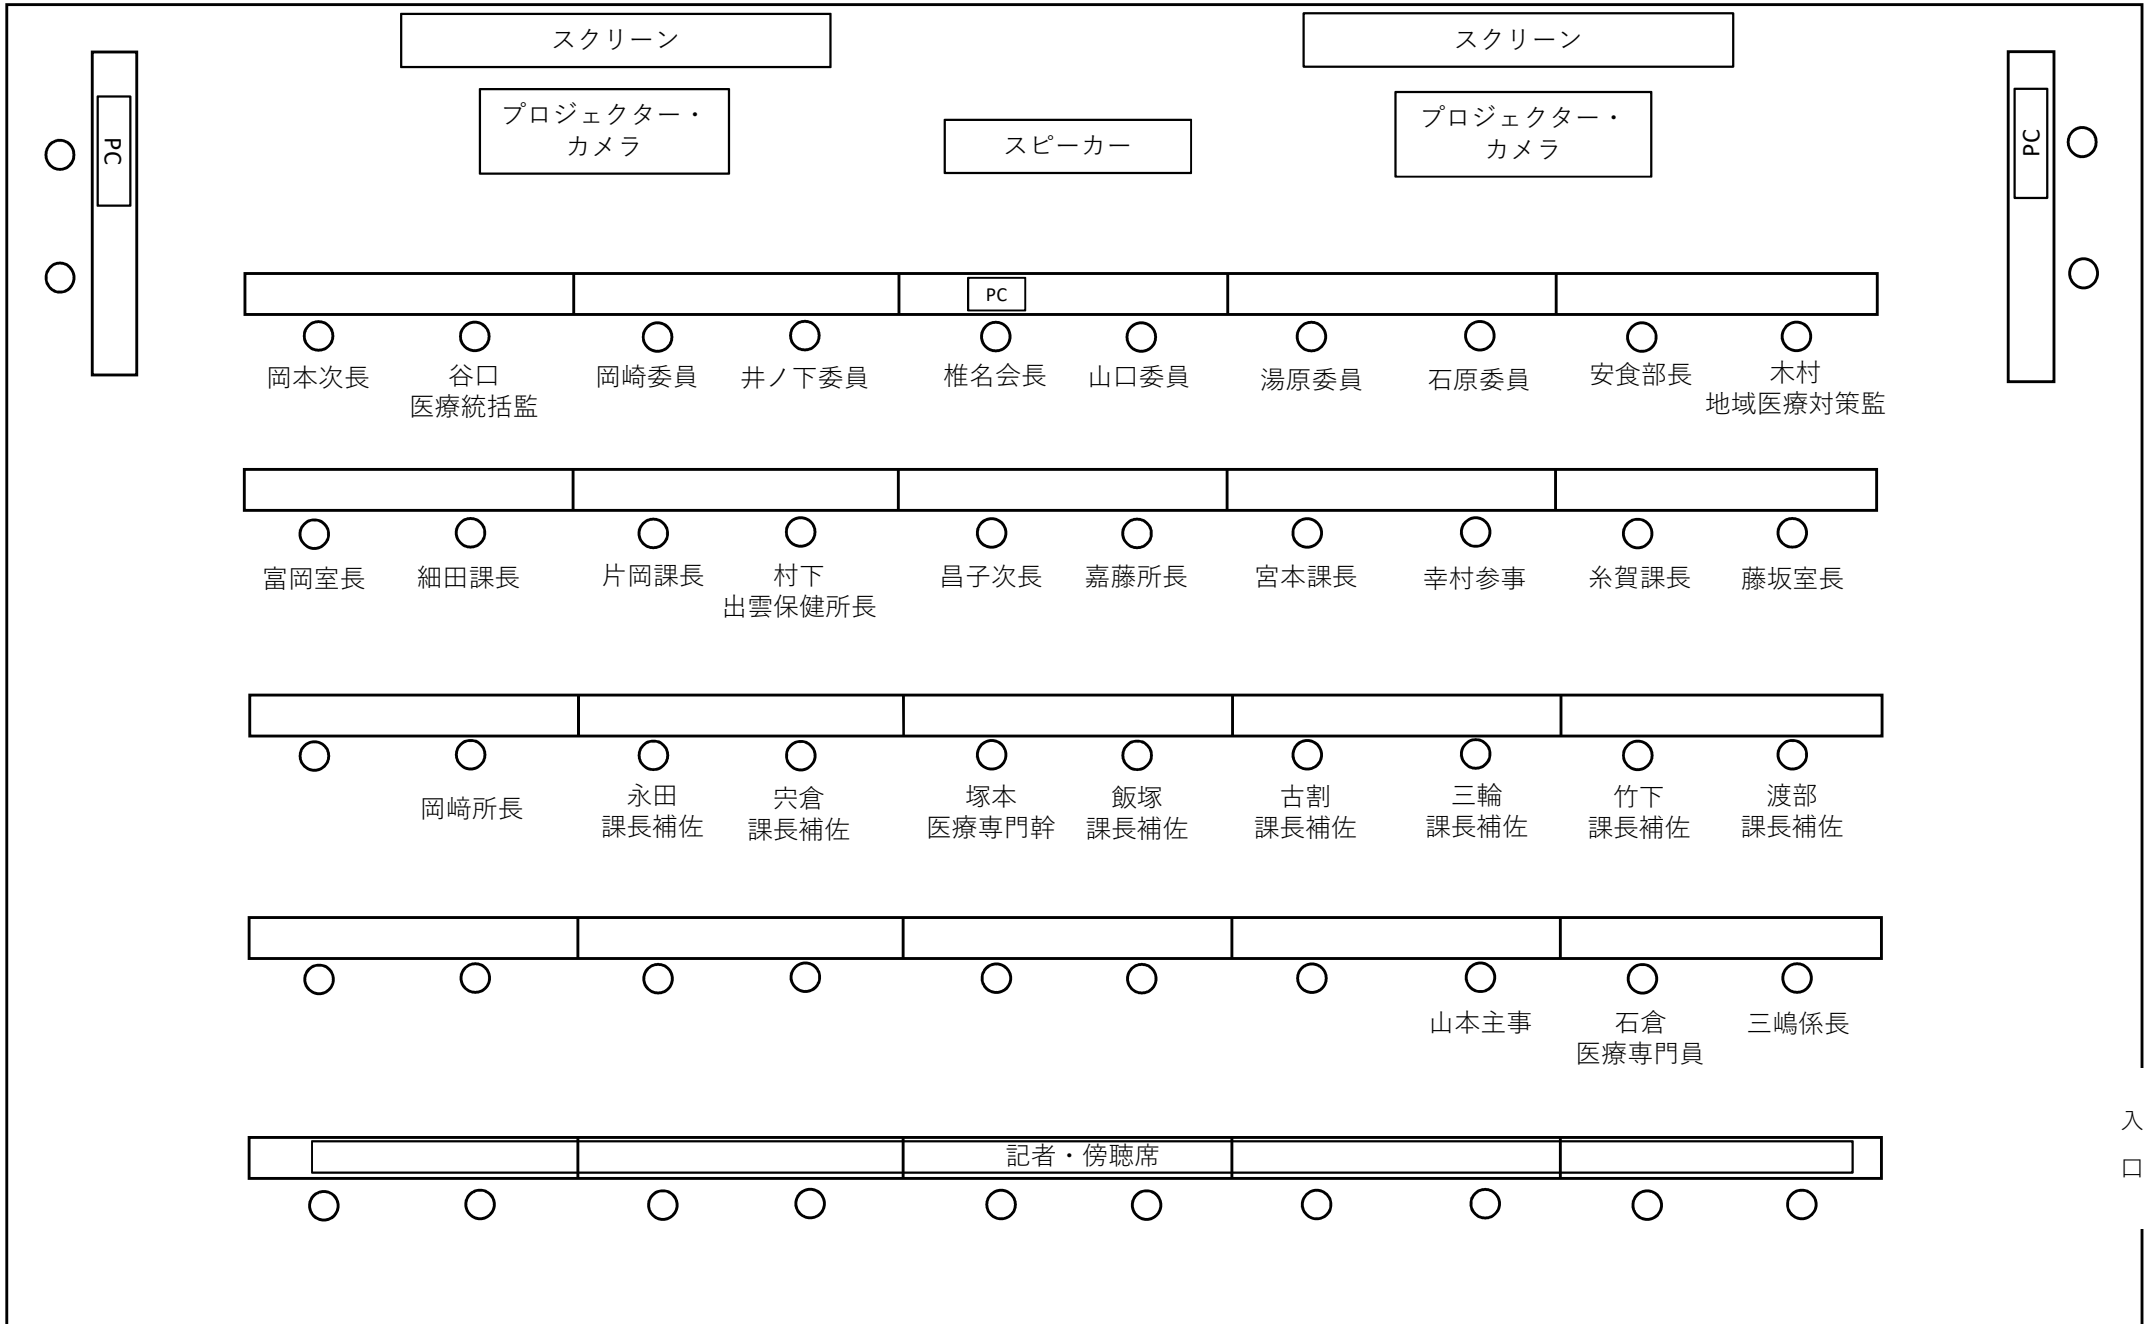 スクリーン
スクリーン
プロジェクター・
カメラ
スピーカー
プロジェクター・
カメラ
PC
PC
PC
岡本次長
谷口
医療統括監
岡崎委員
井ノ下委員
椎名会長
山口委員
湯原委員
石原委員
安食部長
木村
地域医療対策監
富岡室長
細田課長
片岡課長
村下
出雲保健所長
昌子次長
嘉藤所長
宮本課長
幸村参事
糸賀課長
藤坂室長
岡﨑所長
永田
課長補佐
宍倉
課長補佐
塚本
医療専門幹
飯塚
課長補佐
古割
課長補佐
三輪
課長補佐
竹下
課長補佐
渡部
課長補佐
山本主事
石倉
医療専門員
三嶋係長
記者・傍聴席
入
口